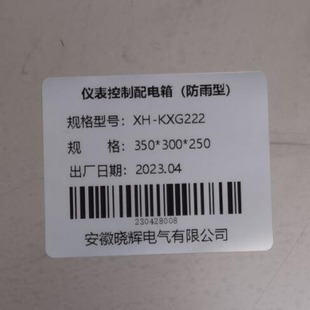 仪表控制配电箱（防雨型）
规格型号： XH-KXG222
规 格：350*300*250
出厂日期：2023.04
230428008
安徽晓辉电气有限公司